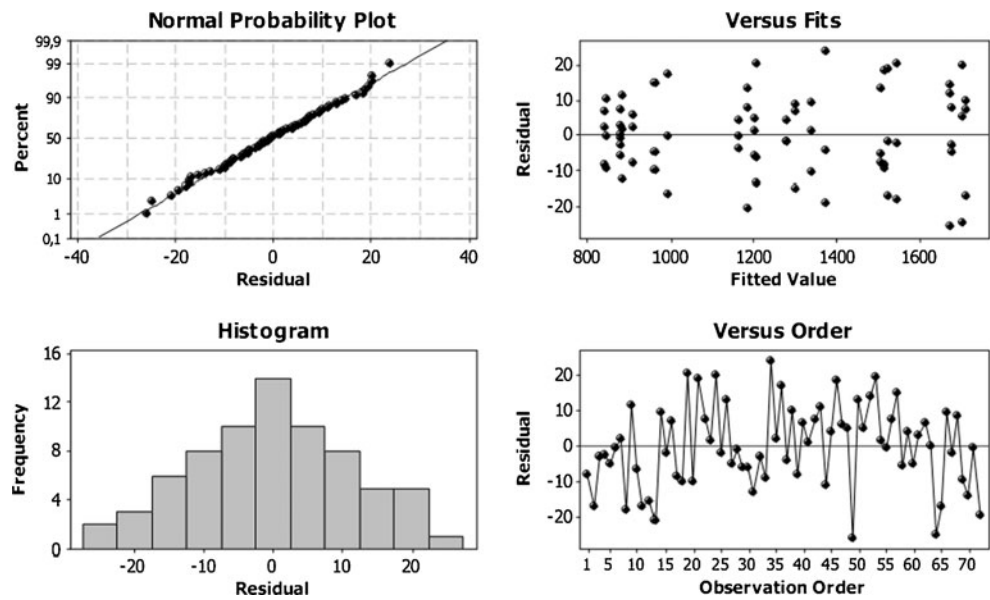 Normal Probability Plot
99,9
99
90
50
10
1
0,1
Percent
-40 -20 0 20 40
Residual
Versus Fits
20
10
0
-10
-20
Residual
800 1000 1200 1400 1600
Fitted Value
Histogram
16
12
8
4
0
Frequency
-20 -10 0 10 20
Residual
Versus Order
20
10
0
-10
-20
Residual
1 5 10 15 20 25 30 35 40 45 50 55 60 65 70
Observation Order